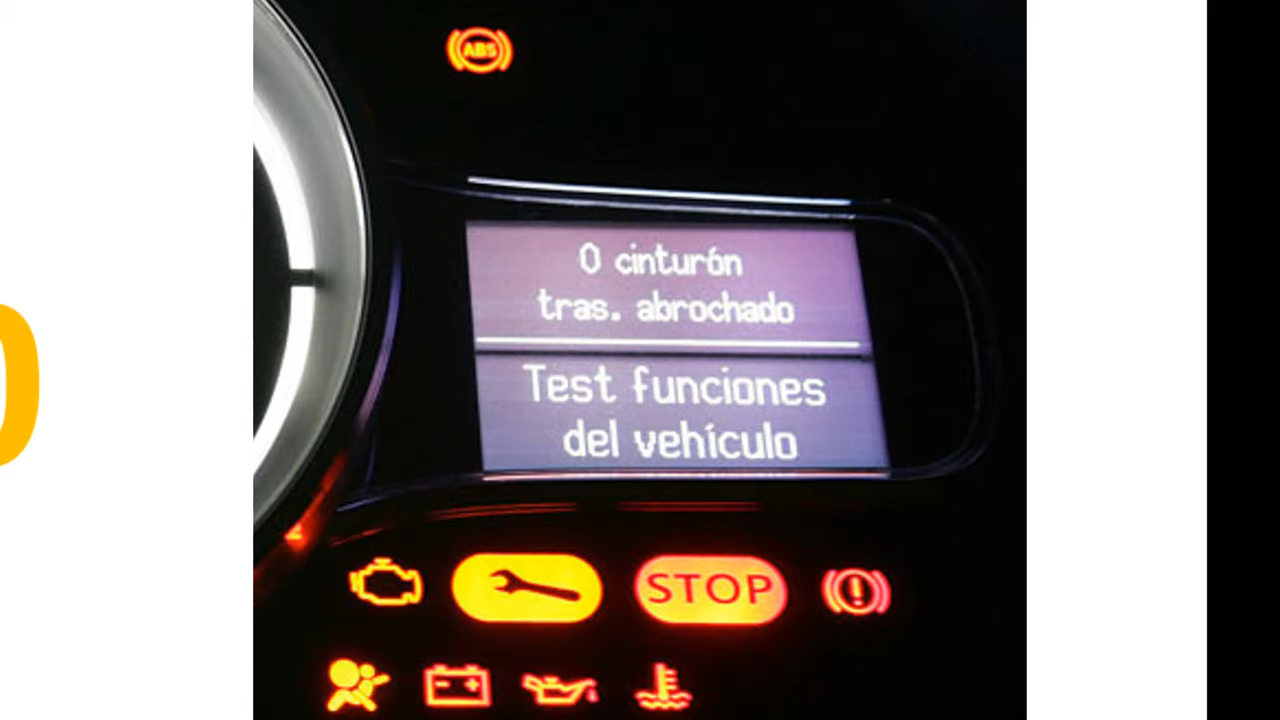 ABS
0 cinturón
tras. abrochado
Test funciones
del vehículo
STOP